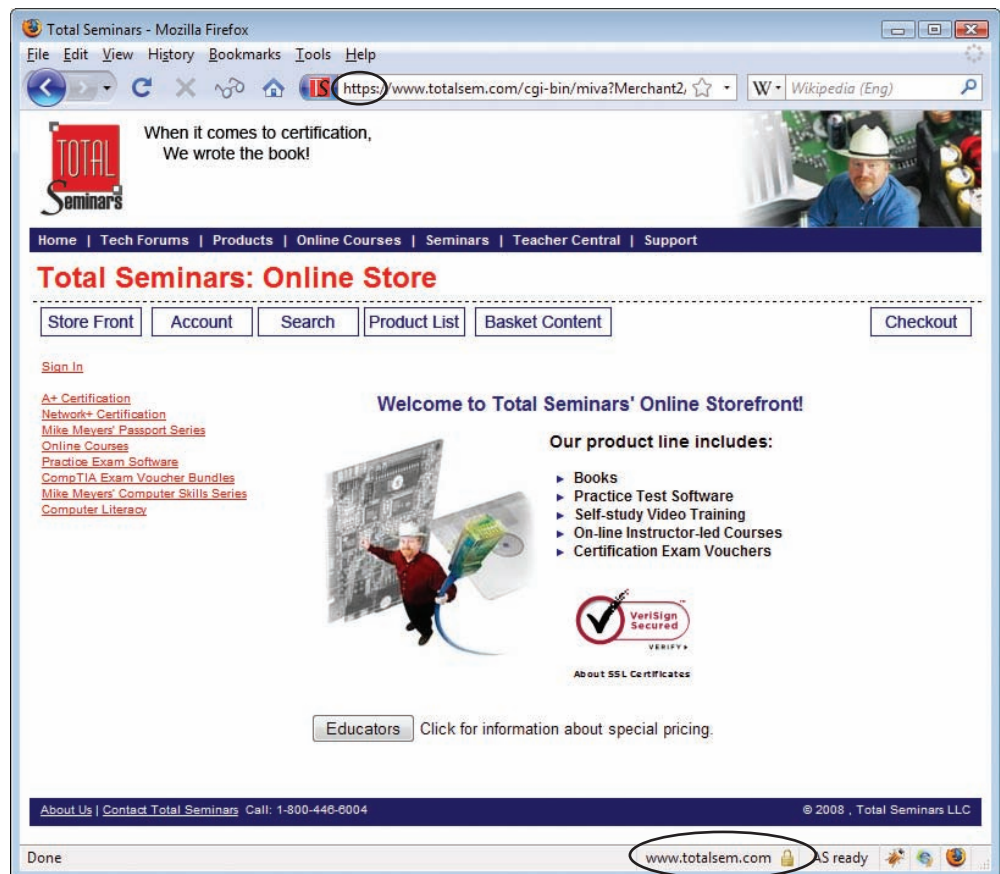 Total Seminars - Mozilla Firefox
File Edit View History Bookmarks Tools Help
https://www.totalsem.com/cgi-bin/miva?Merchant2, W Wikipedia (Eng)
When it comes to certification,
We wrote the book!
TOTAL
Seminars
Home | Tech Forums | Products | Online Courses | Seminars | Teacher Central | Support
Total Seminars: Online Store
Store Front Account Search Product List Basket Content Checkout
Sign In
A+ Certification
Network+ Certification
Mike Meyers' Passport Series
Online Courses
Practice Exam Software
CompTIA Exam Voucher Bundles
Mike Meyers' Computer Skills Series
Computer Literacy
Welcome to Total Seminars' Online Storefront!
Our product line includes:
Books
Practice Test Software
Self-study Video Training
On-line Instructor-led Courses
Certification Exam Vouchers
VeriSign
Secured
VERIFY
About SSL Certificates
Educators Click for information about special pricing.
About Us | Contact Total Seminars Call: 1-800-446-6004 © 2008 , Total Seminars LLC
Done www.totalsem.com AS ready